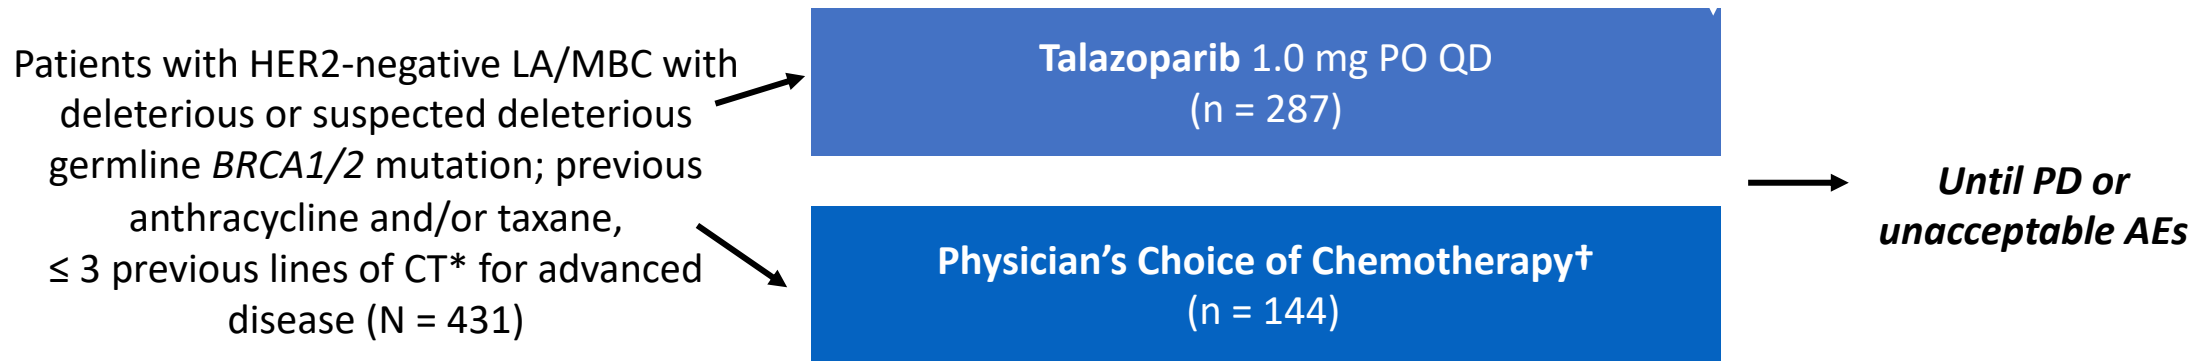 Patients with HER2-negative LA/MBC with
deleterious or suspected deleterious
germline BRCA1/2 mutation; previous
anthracycline and/or taxane,
≤ 3 previous lines of CT* for advanced
disease (N = 431)
Talazoparib 1.0 mg PO QD
(n = 287)
Physician’s Choice of Chemotherapy†
(n = 144)
Until PD or
unacceptable AEs